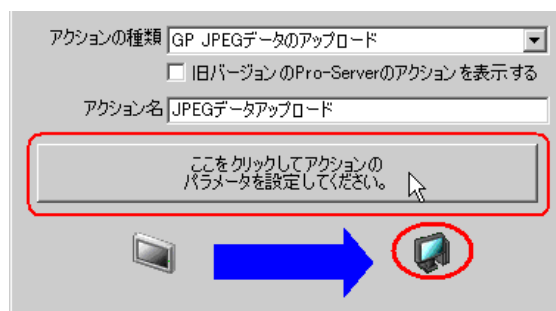 アクションの種類 GP JPEGデータのアップロード
旧バージョンのPro-Serverのアクションを表示する
アクション名 JPEGデータアップロード
ここをクリックしてアクションの
パラメータを設定してください。